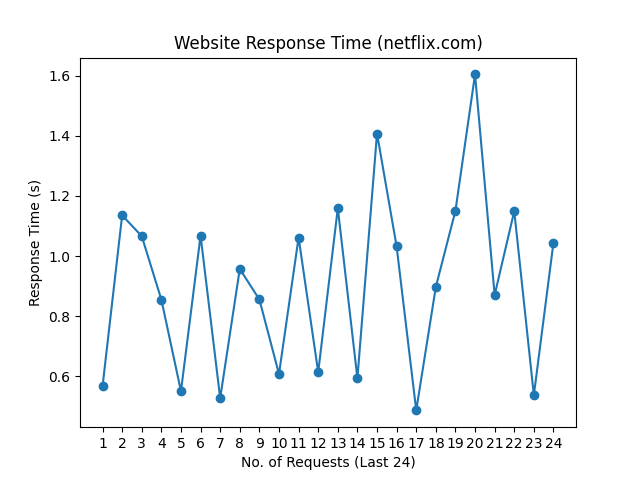 Website Response Time (netflix.com)
1.6
1.4
1.2
1.0
0.8
0.6
Response Time (s)
1 2 3 4 5 6 7 8 9 10 11 12 13 14 15 16 17 18 19 20 21 22 23 24
No. of Requests (Last 24)